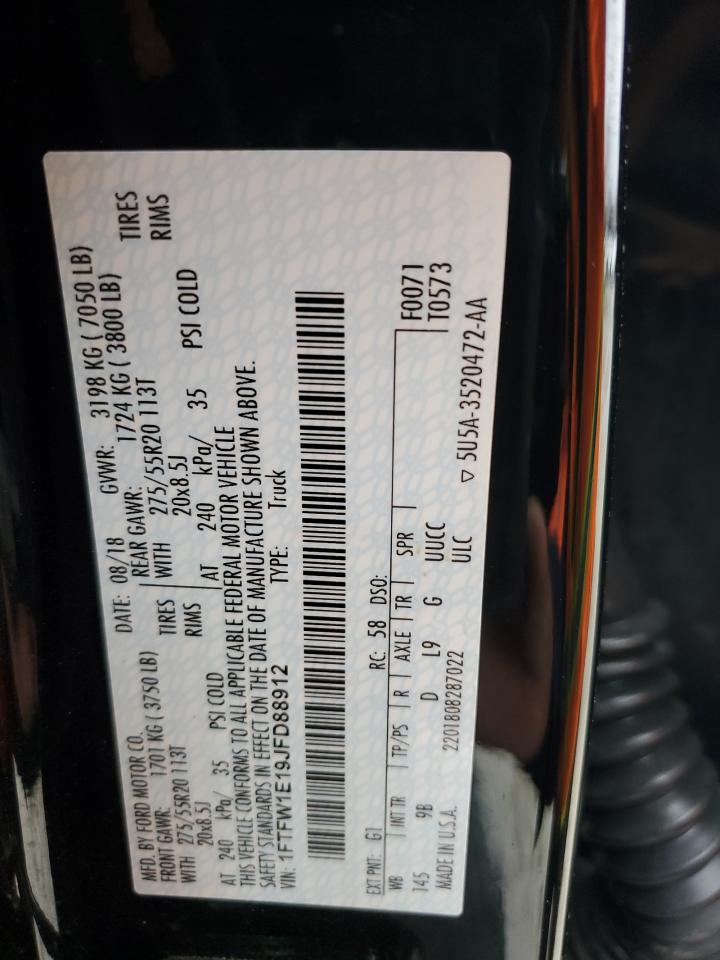 MFD. BY FORD MOTOR CO.
DATE: 08/18 GVWR: 3198 KG ( 7050 LB)
FRONT GAWR: 1701 KG ( 3750 LB) REAR GAWR: 1724 KG ( 3800 LB)
WITH 275/55R20 113T TIRES WITH 275/55R20 113T TIRES
20x8.5J RIMS 20x8.5J RIMS
AT 240 kPa/ 35 PSI COLD AT 240 kPa/ 35 PSI COLD
THIS VEHICLE CONFORMS TO ALL APPLICABLE FEDERAL MOTOR VEHICLE
SAFETY STANDARDS IN EFFECT ON THE DATE OF MANUFACTURE SHOWN ABOVE.
VIN: 1FTFW1E19JFD88912 TYPE: Truck
EXT PNT: G1 RC: 58 DSO: F0071
WB INT TR TP/PS R AXLE TR SPR T0573
145 9B D L9 G UUCC
MADE IN U.S.A. 2201808287022 ULC ▽ 5U5A-3520472-AA